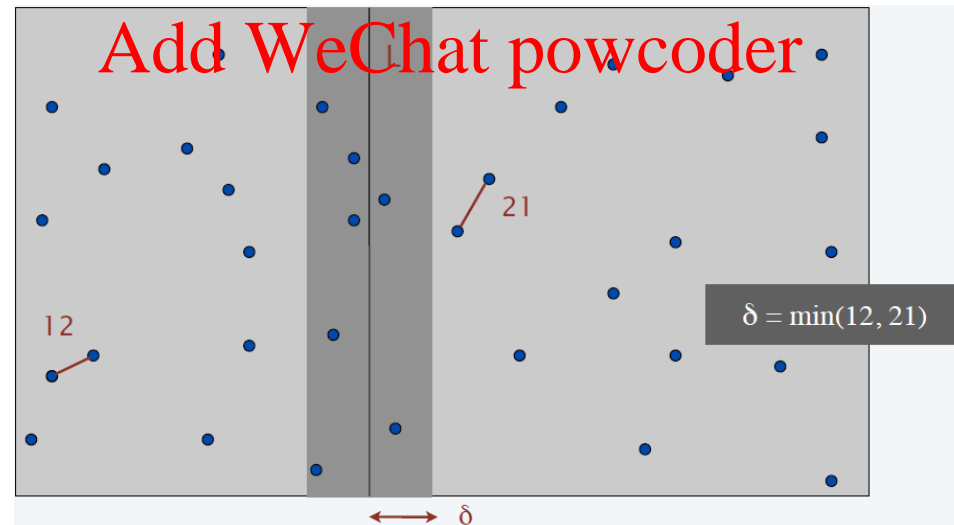 Add WeChat powcoder
L
21
δ = min(12, 21)
12
δ